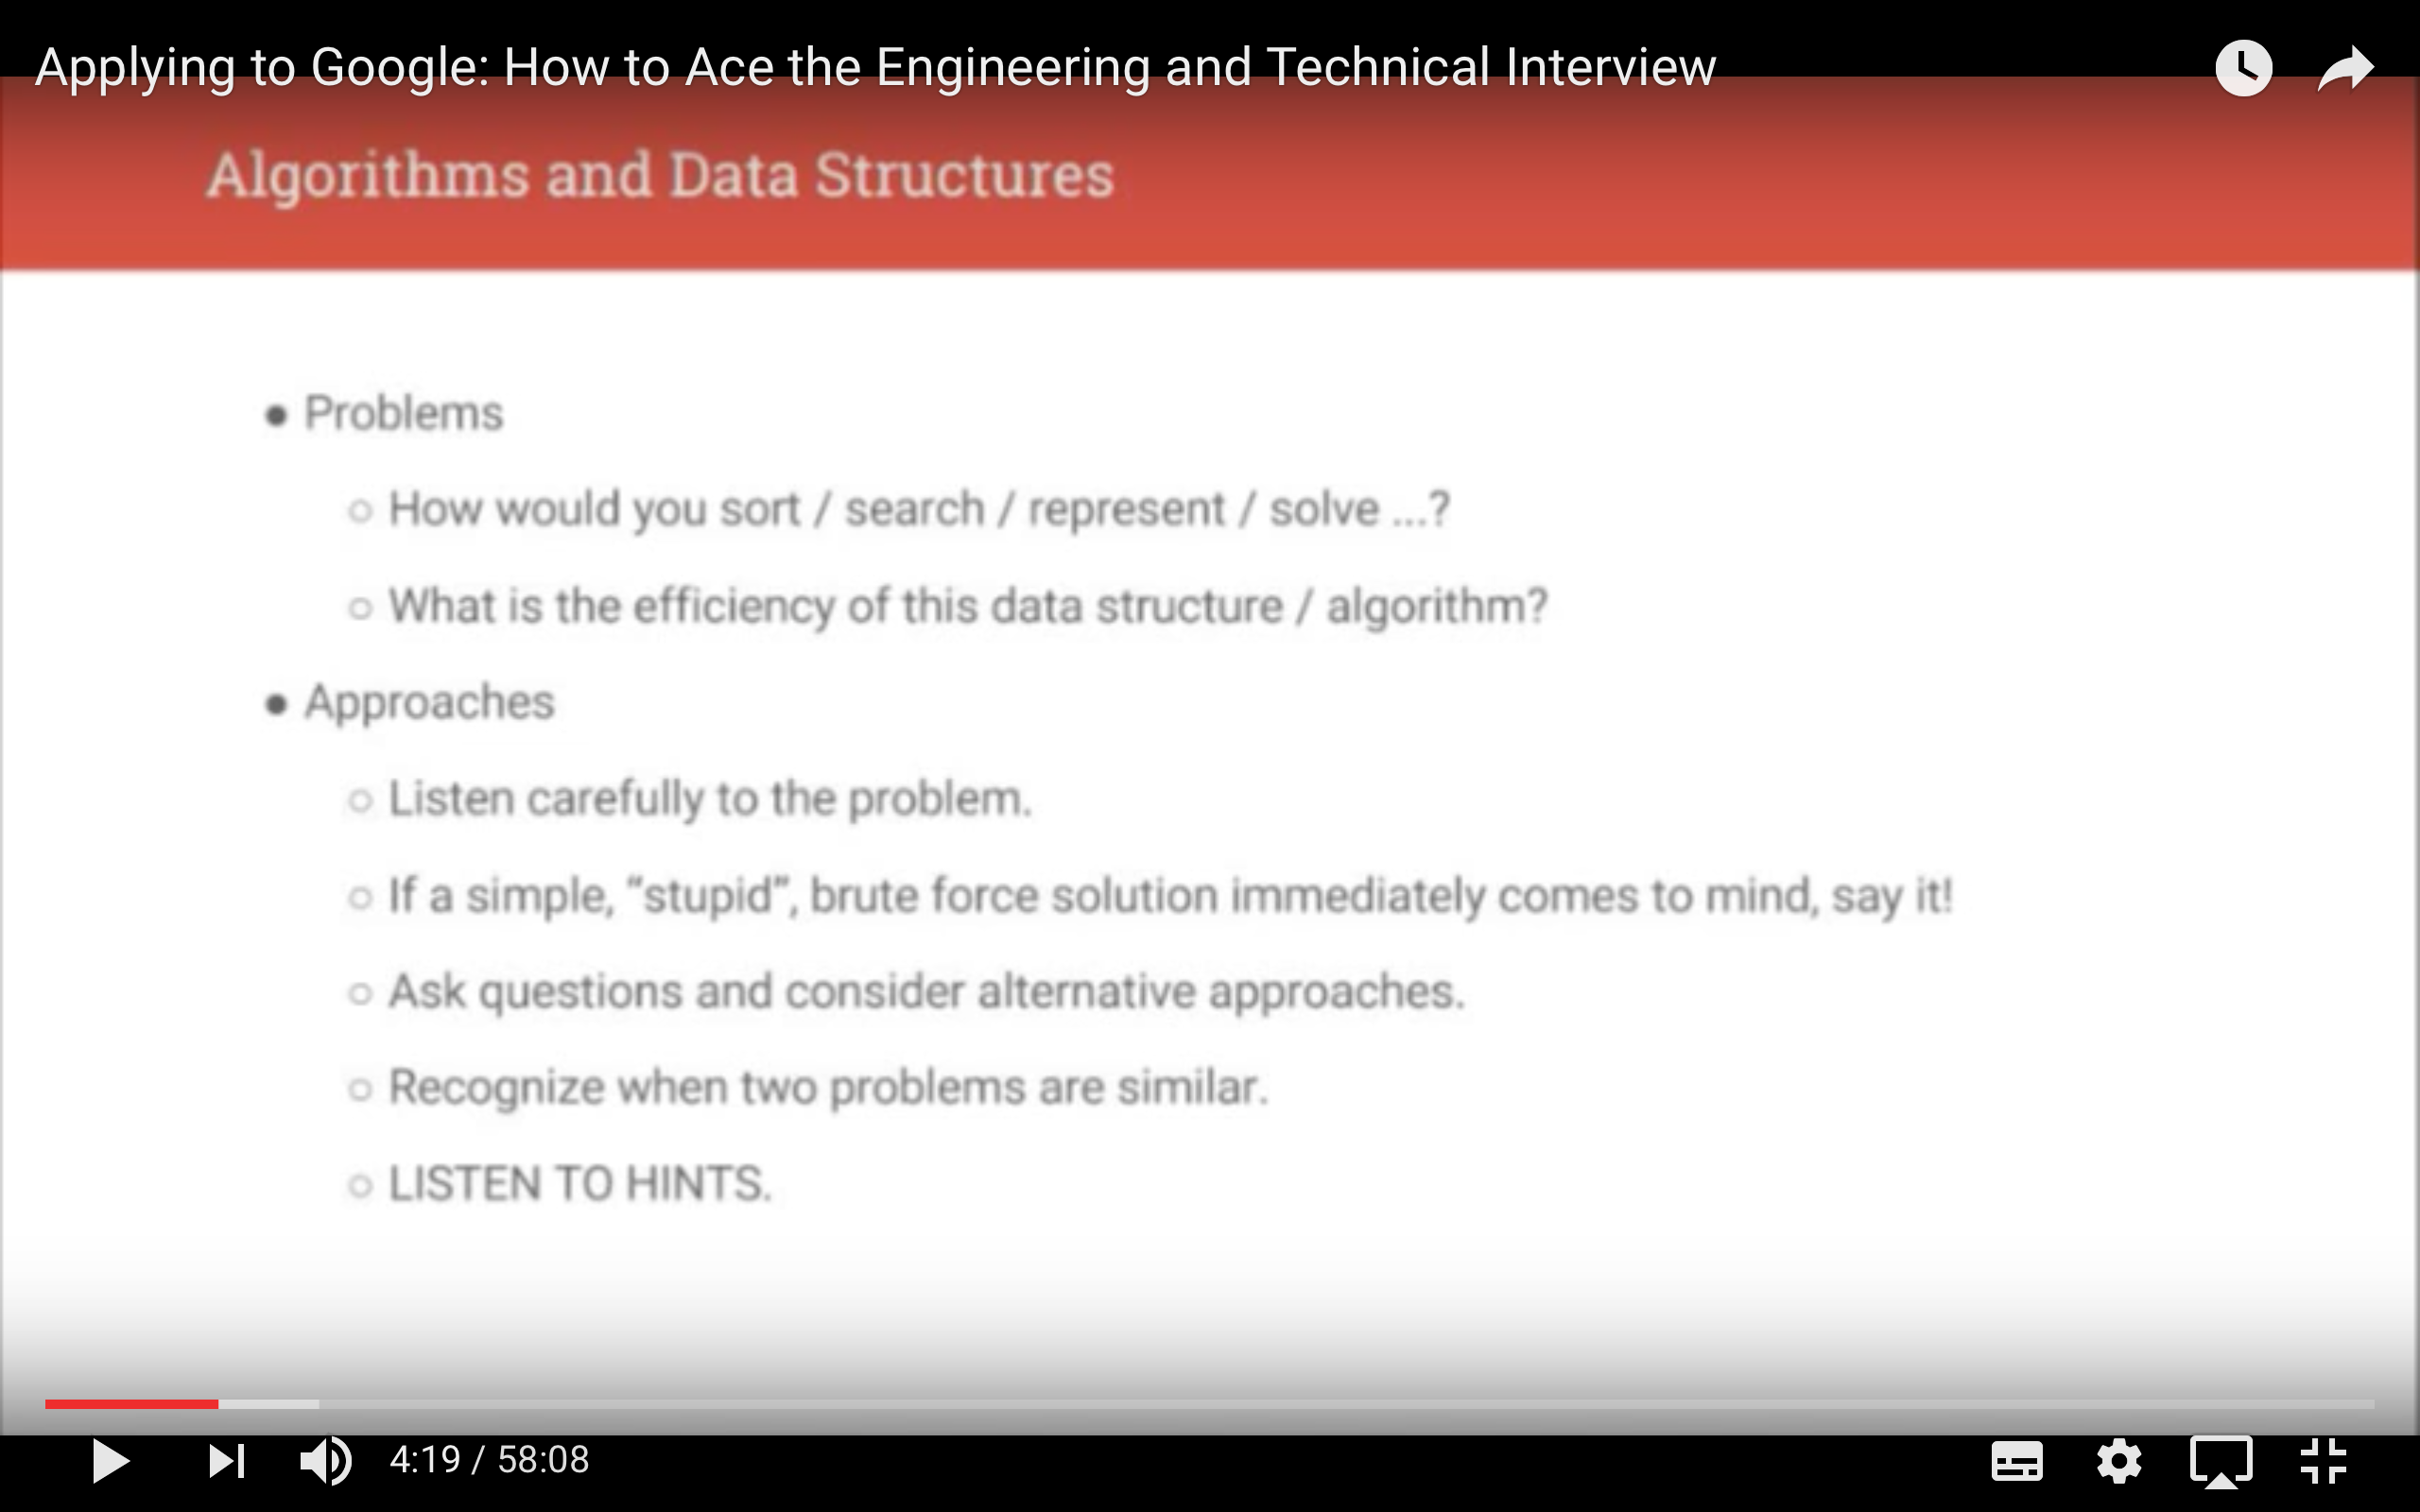 Applying to Google: How to Ace the Engineering and Technical Interview
Algorithms and Data Structures
● Problems
○ How would you sort / search / represent / solve ...?
○ What is the efficiency of this data structure / algorithm?
● Approaches
○ Listen carefully to the problem.
○ If a simple, “stupid”, brute force solution immediately comes to mind, say it!
○ Ask questions and consider alternative approaches.
○ Recognize when two problems are similar.
○ LISTEN TO HINTS.
4:19 / 58:08